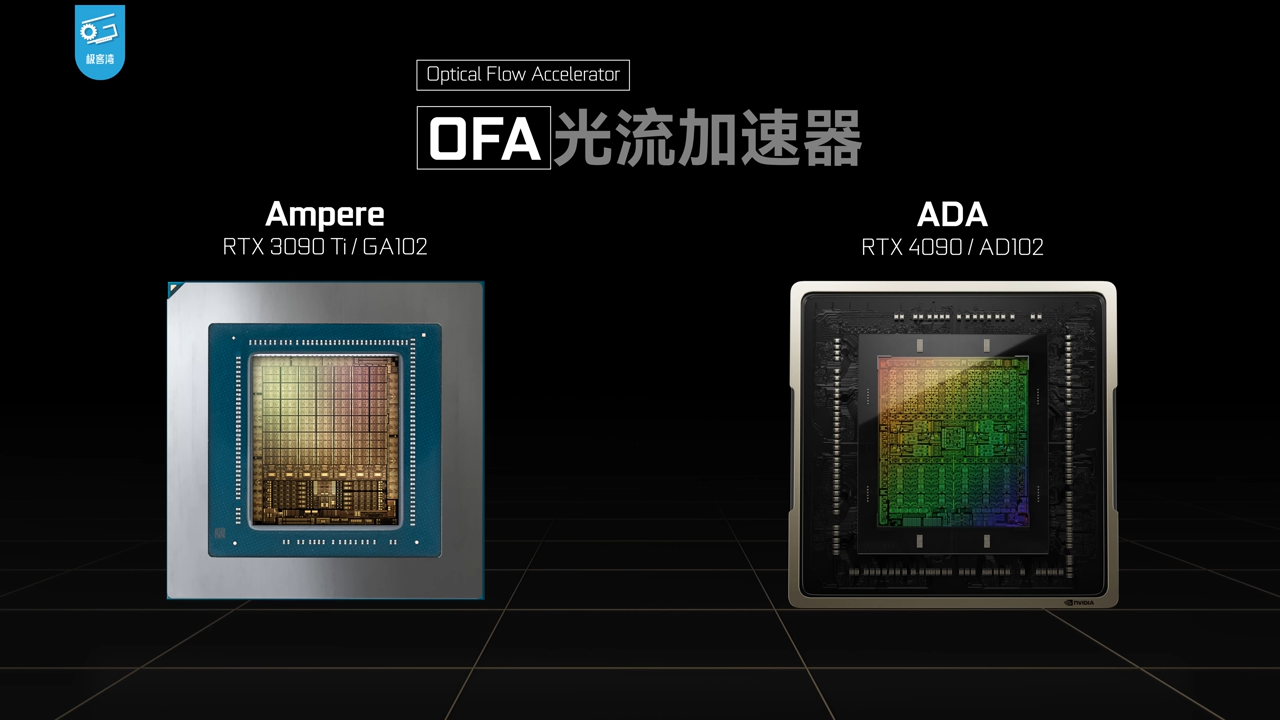 极客湾
Optical Flow Accelerator
OFA光流加速器
Ampere
RTX 3090 Ti / GA102
ADA
RTX 4090 / AD102
NVIDIA